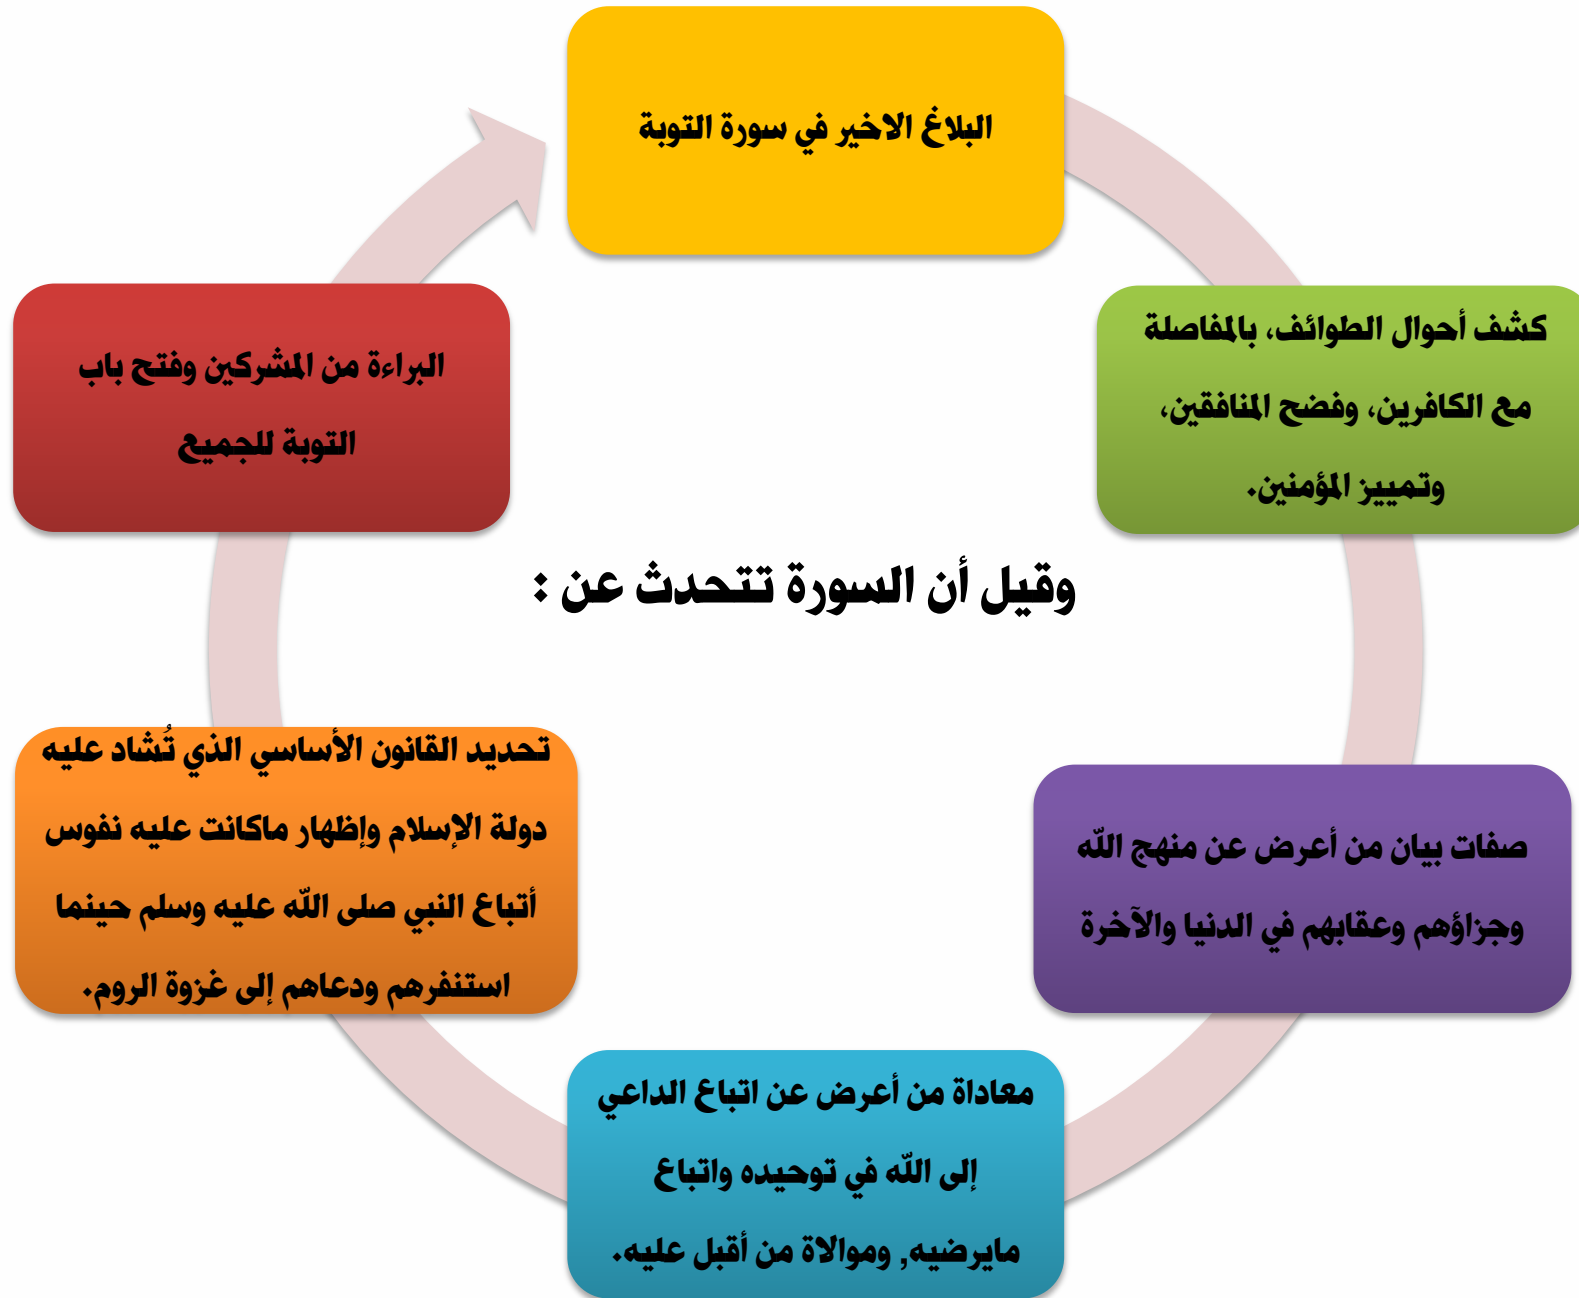 البلاغ الاخير في سورة التوبة
كشف أحوال الطوائف، بالمفاصلة
مع الكافرين، وفضح المنافقين،
وتمييز المؤمنين.
صفات بيان من أعرض عن منهج الله
وجزاؤهم وعقابهم في الدنيا والآخرة
معاداة من أعرض عن اتباع الداعي
إلى الله في توحيده واتباع
مايرضيه, وموالاة من أقبل عليه.
تحديد القانون الأساسي الذي تُشاد عليه
دولة الإسلام وإظهار ماكانت عليه نفوس
أتباع النبي صلى الله عليه وسلم حينما
استنفرهم ودعاهم إلى غزوة الروم.
البراءة من المشركين وفتح باب
التوبة للجميع
وقيل أن السورة تتحدث عن :